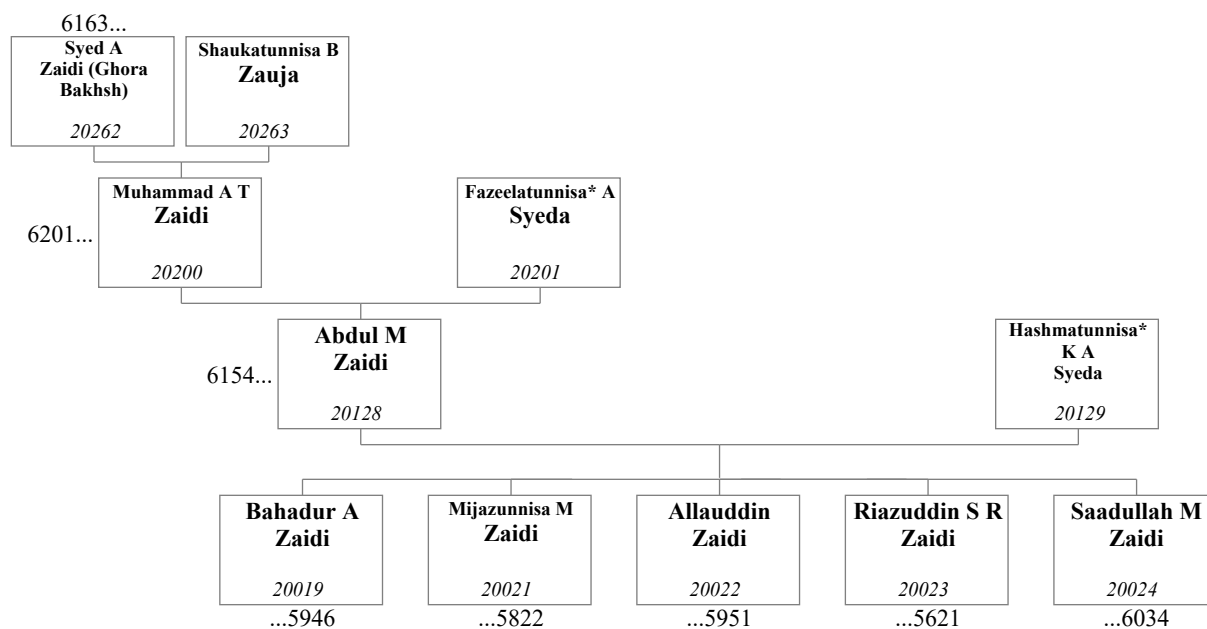 6163...
Syed A
Zaidi (Ghora
Bakhsh)
20262
Shaukatunnisa B
Zauja
20263
Muhammad A T
Zaidi
20200
6201...
Fazeelatunnisa* A
Syeda
20201
Abdul M
Zaidi
20128
6154...
Hashmatunnisa*
K A
Syeda
20129
Bahadur A
Zaidi
20019
...5946
Mijazunnisa M
Zaidi
20021
...5822
Allauddin
Zaidi
20022
...5951
Riazuddin S R
Zaidi
20023
...5621
Saadullah M
Zaidi
20024
...6034